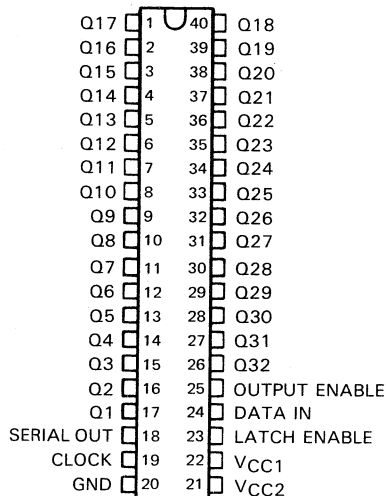 Q17 1 40 Q18
Q16 2 39 Q19
Q15 3 38 Q20
Q14 4 37 Q21
Q13 5 36 Q22
Q12 6 35 Q23
Q11 7 34 Q24
Q10 8 33 Q25
Q9 9 32 Q26
Q8 10 31 Q27
Q7 11 30 Q28
Q6 12 29 Q29
Q5 13 28 Q30
Q4 14 27 Q31
Q3 15 26 Q32
Q2 16 25 OUTPUT ENABLE
Q1 17 24 DATA IN
SERIAL OUT 18 23 LATCH ENABLE
CLOCK 19 22 VCC1
GND 20 21 VCC2